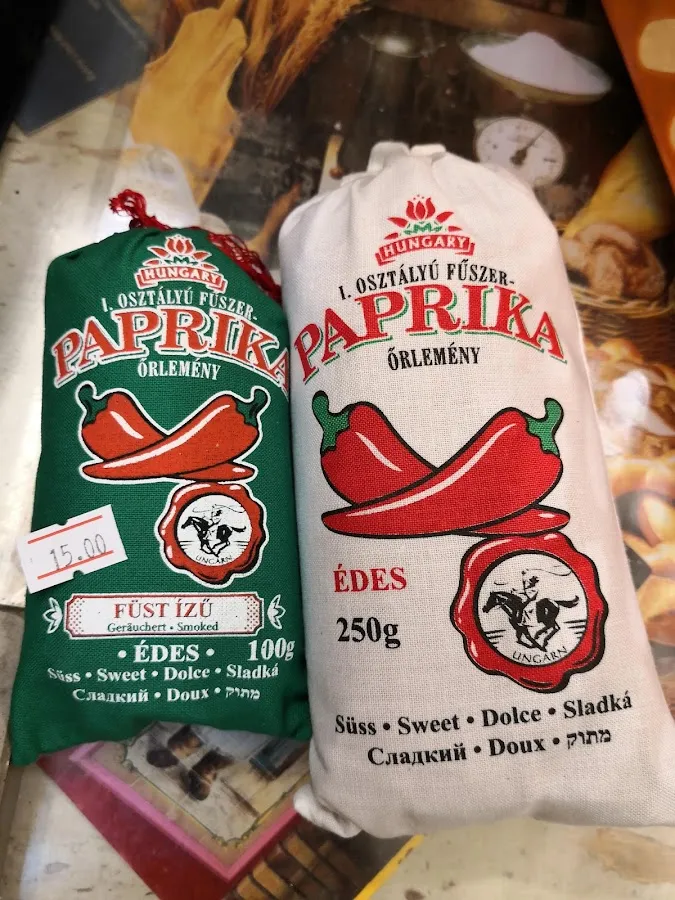 HUNGARY
I. OSZTÁLYÚ FŰSZER-
PAPRIKA
ŐRLEMÉNY
UNGARN
15.00
FÜST ÍZŰ
Geräuchert • Smoked
• ÉDES • 100g
Süss • Sweet • Dolce • Sladká
Сладкий • Doux • מתוק
HUNGARY
I. OSZTÁLYÚ FŰSZER-
PAPRIKA
ŐRLEMÉNY
ÉDES
250g
UNGARN
Süss • Sweet • Dolce • Sladká
Сладкий • Doux • מתוק